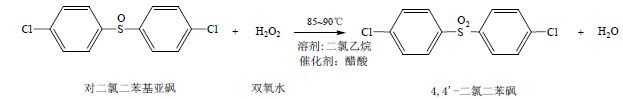 Cl S O Cl + H₂O₂ 85~90℃ Cl S O₂ Cl + H₂O
溶剂:二氯乙烷
催化剂：醋酸
对二氯二苯基亚砜 双氧水 4,4'-二氯二苯砜